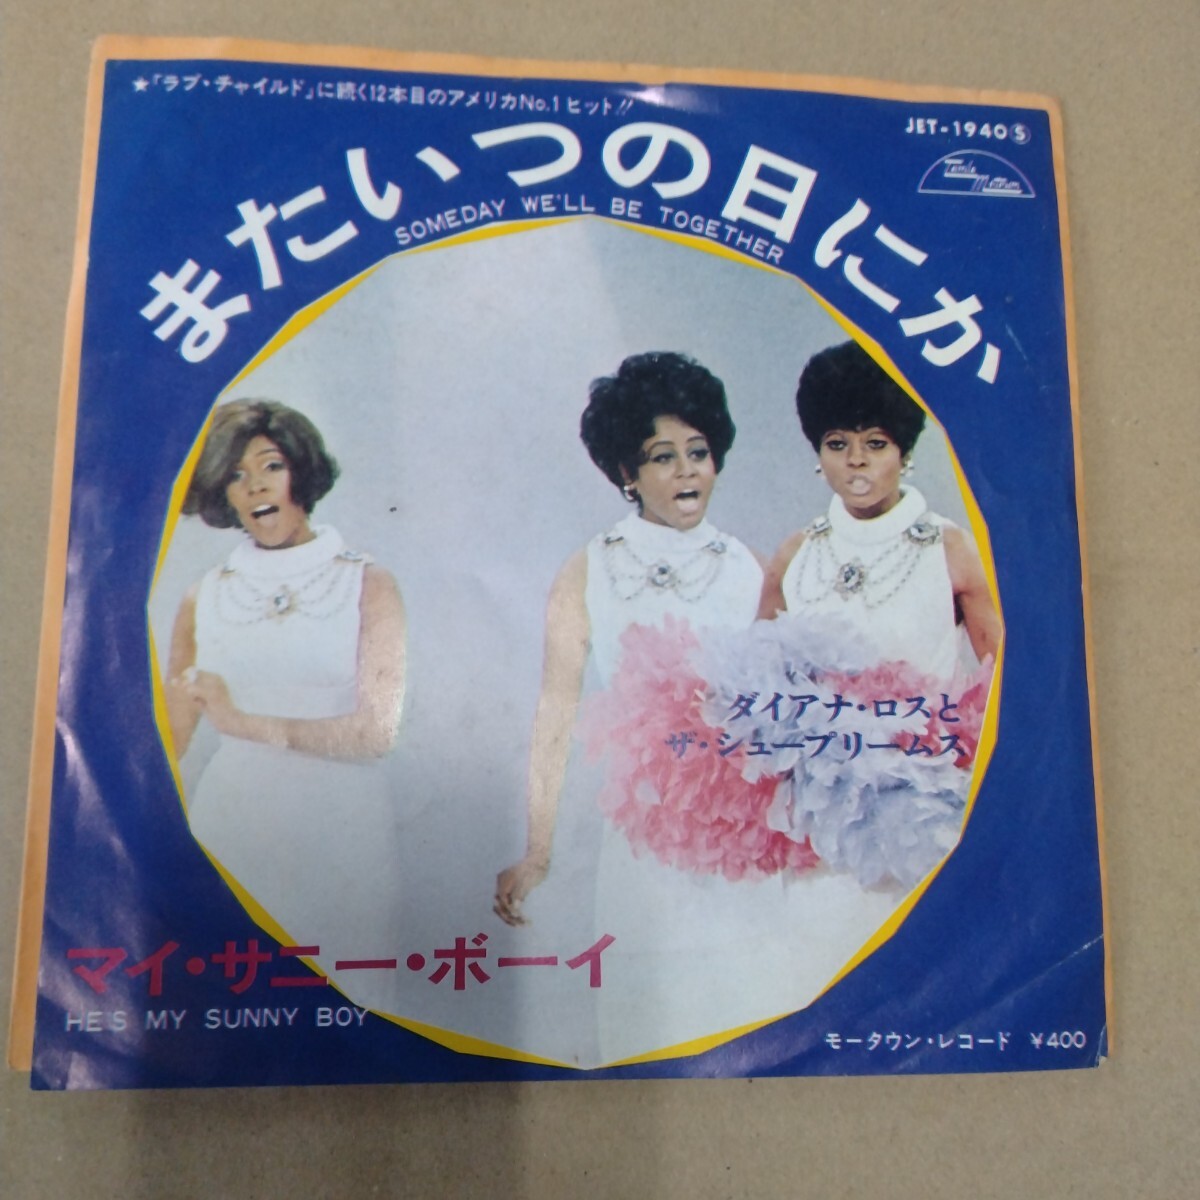 ★「ラブ・チャイルド」に続く12本目のアメリカNo.1ヒット!!
JET-1940Ⓢ
Tamla
Motown
またいつの日にか
SOMEDAY WE'LL BE TOGETHER
ダイアナ・ロスと
ザ・シュープリームス
マイ・サニー・ボーイ
HE'S MY SUNNY BOY
モータウン・レコード ¥400